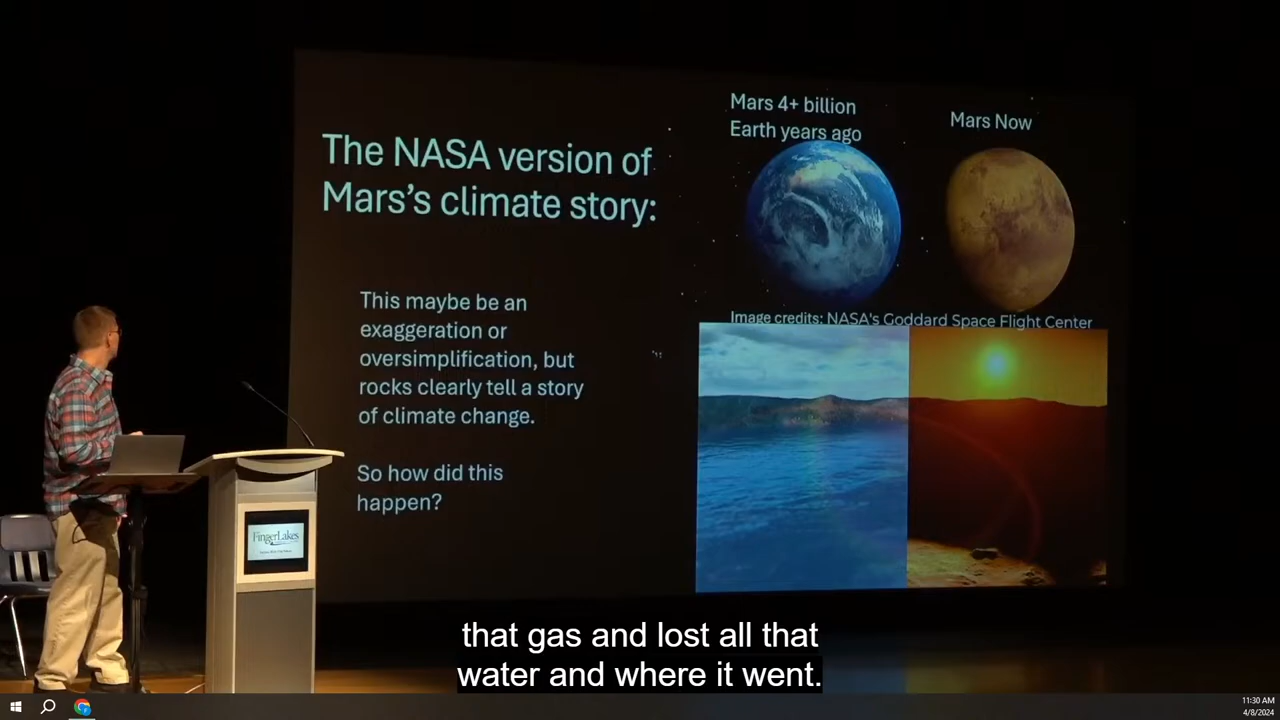 The NASA version of
Mars's climate story:
This maybe be an
exaggeration or
oversimplification, but
rocks clearly tell a story
of climate change.
So how did this
happen?
Mars 4+ billion
Earth years ago
Mars Now
Image credits: NASA's Goddard Space Flight Center
FingerLakes
that gas and lost all that
water and where it went.
11:30 AM
4/8/2024